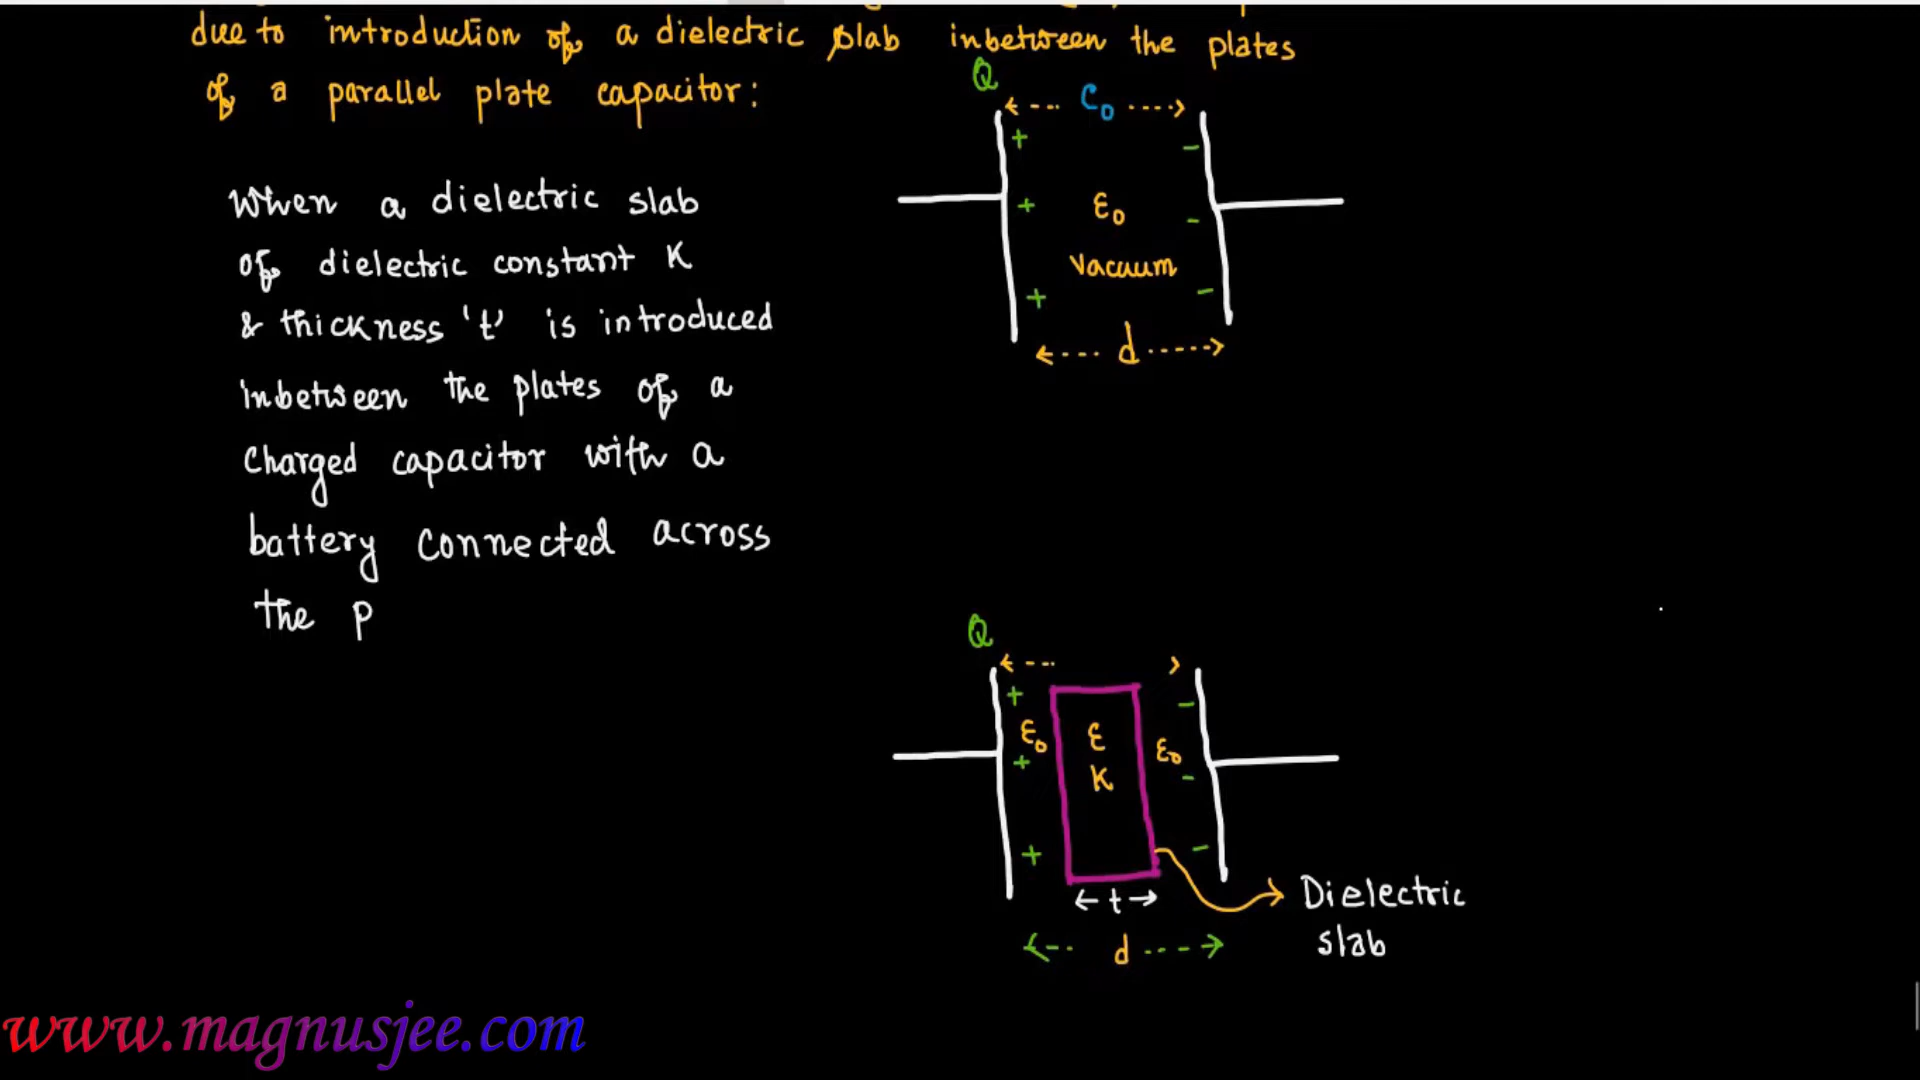 due to introduction of a dielectric slab inbetween the plates
of a parallel plate capacitor:
When a dielectric slab
of dielectric constant K
& thickness 't' is introduced
inbetween the plates of a
charged capacitor with a
battery connected across
the p
Q
C₀
+ -
+ ε₀ -
vacuum
+ -
d
Q
+ -
ε₀ ε ε₀
+ K -
+ -
t
Dielectric
slab
d
www.magnusjee.com